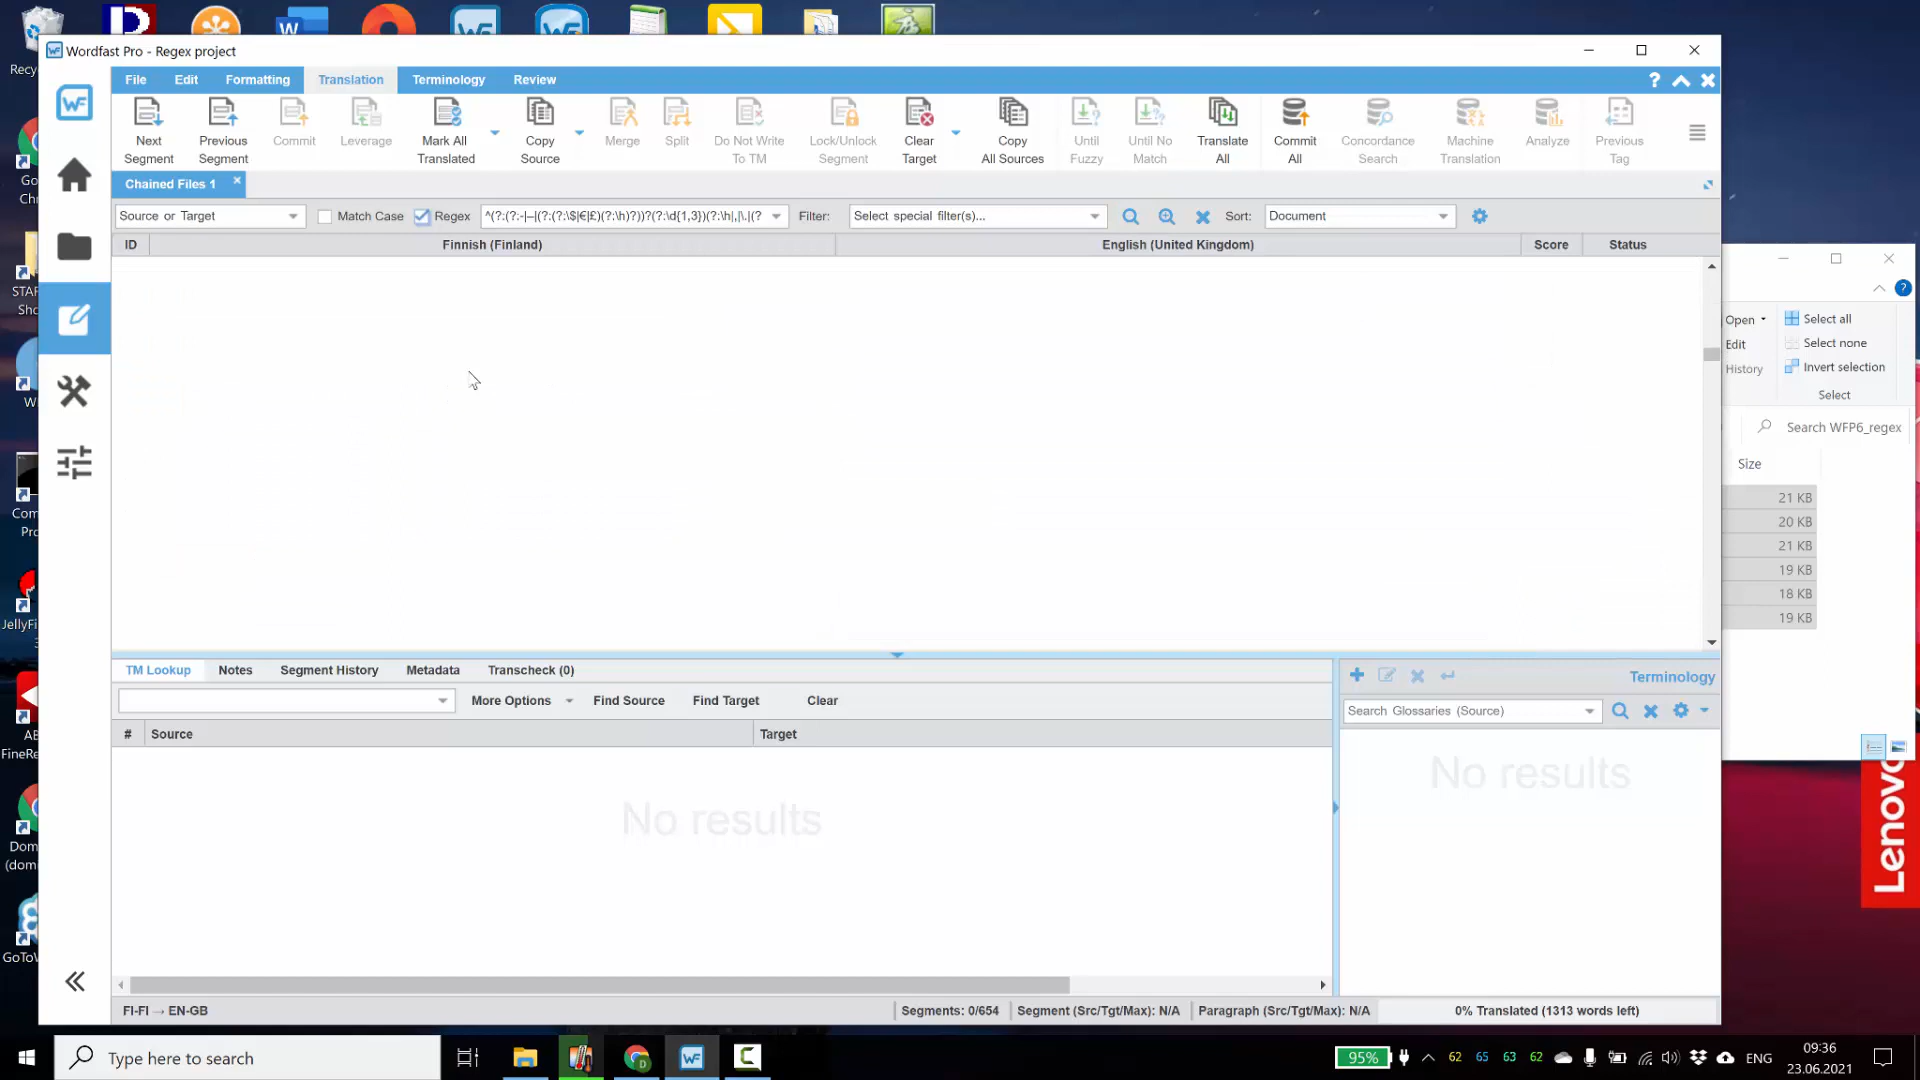 Wordfast Pro - Regex project
File Edit Formatting Translation Terminology Review
Next Segment
Previous Segment
Commit
Leverage
Mark All Translated
Copy Source
Merge
Split
Do Not Write To TM
Lock/Unlock Segment
Clear Target
Copy All Sources
Until Fuzzy
Until No Match
Translate All
Commit All
Concordance Search
Machine Translation
Analyze
Previous Tag
Chained Files 1
Source or Target
Match Case
Regex
^(?:(?:-|–|(?:(?:\$|€|£)(?:\h)?))?(?:\d{1,3})(?:\h|,|\.|(?
Filter:
Select special filter(s)...
Sort:
Document
ID Finnish (Finland) English (United Kingdom) Score Status
TM Lookup Notes Segment History Metadata Transcheck (0)
More Options Find Source Find Target Clear
# Source Target
No results
Terminology
Search Glossaries (Source)
No results
FI-FI → EN-GB
Segments: 0/654
Segment (Src/Tgt/Max): N/A
Paragraph (Src/Tgt/Max): N/A
0% Translated (1313 words left)
Open
Edit
History
Select all
Select none
Invert selection
Select
Search WFP6_regex
Size
21 KB
20 KB
21 KB
19 KB
18 KB
19 KB
Lenovo
Type here to search
95%
62 65 63 62
ENG
09:36
23.06.2021